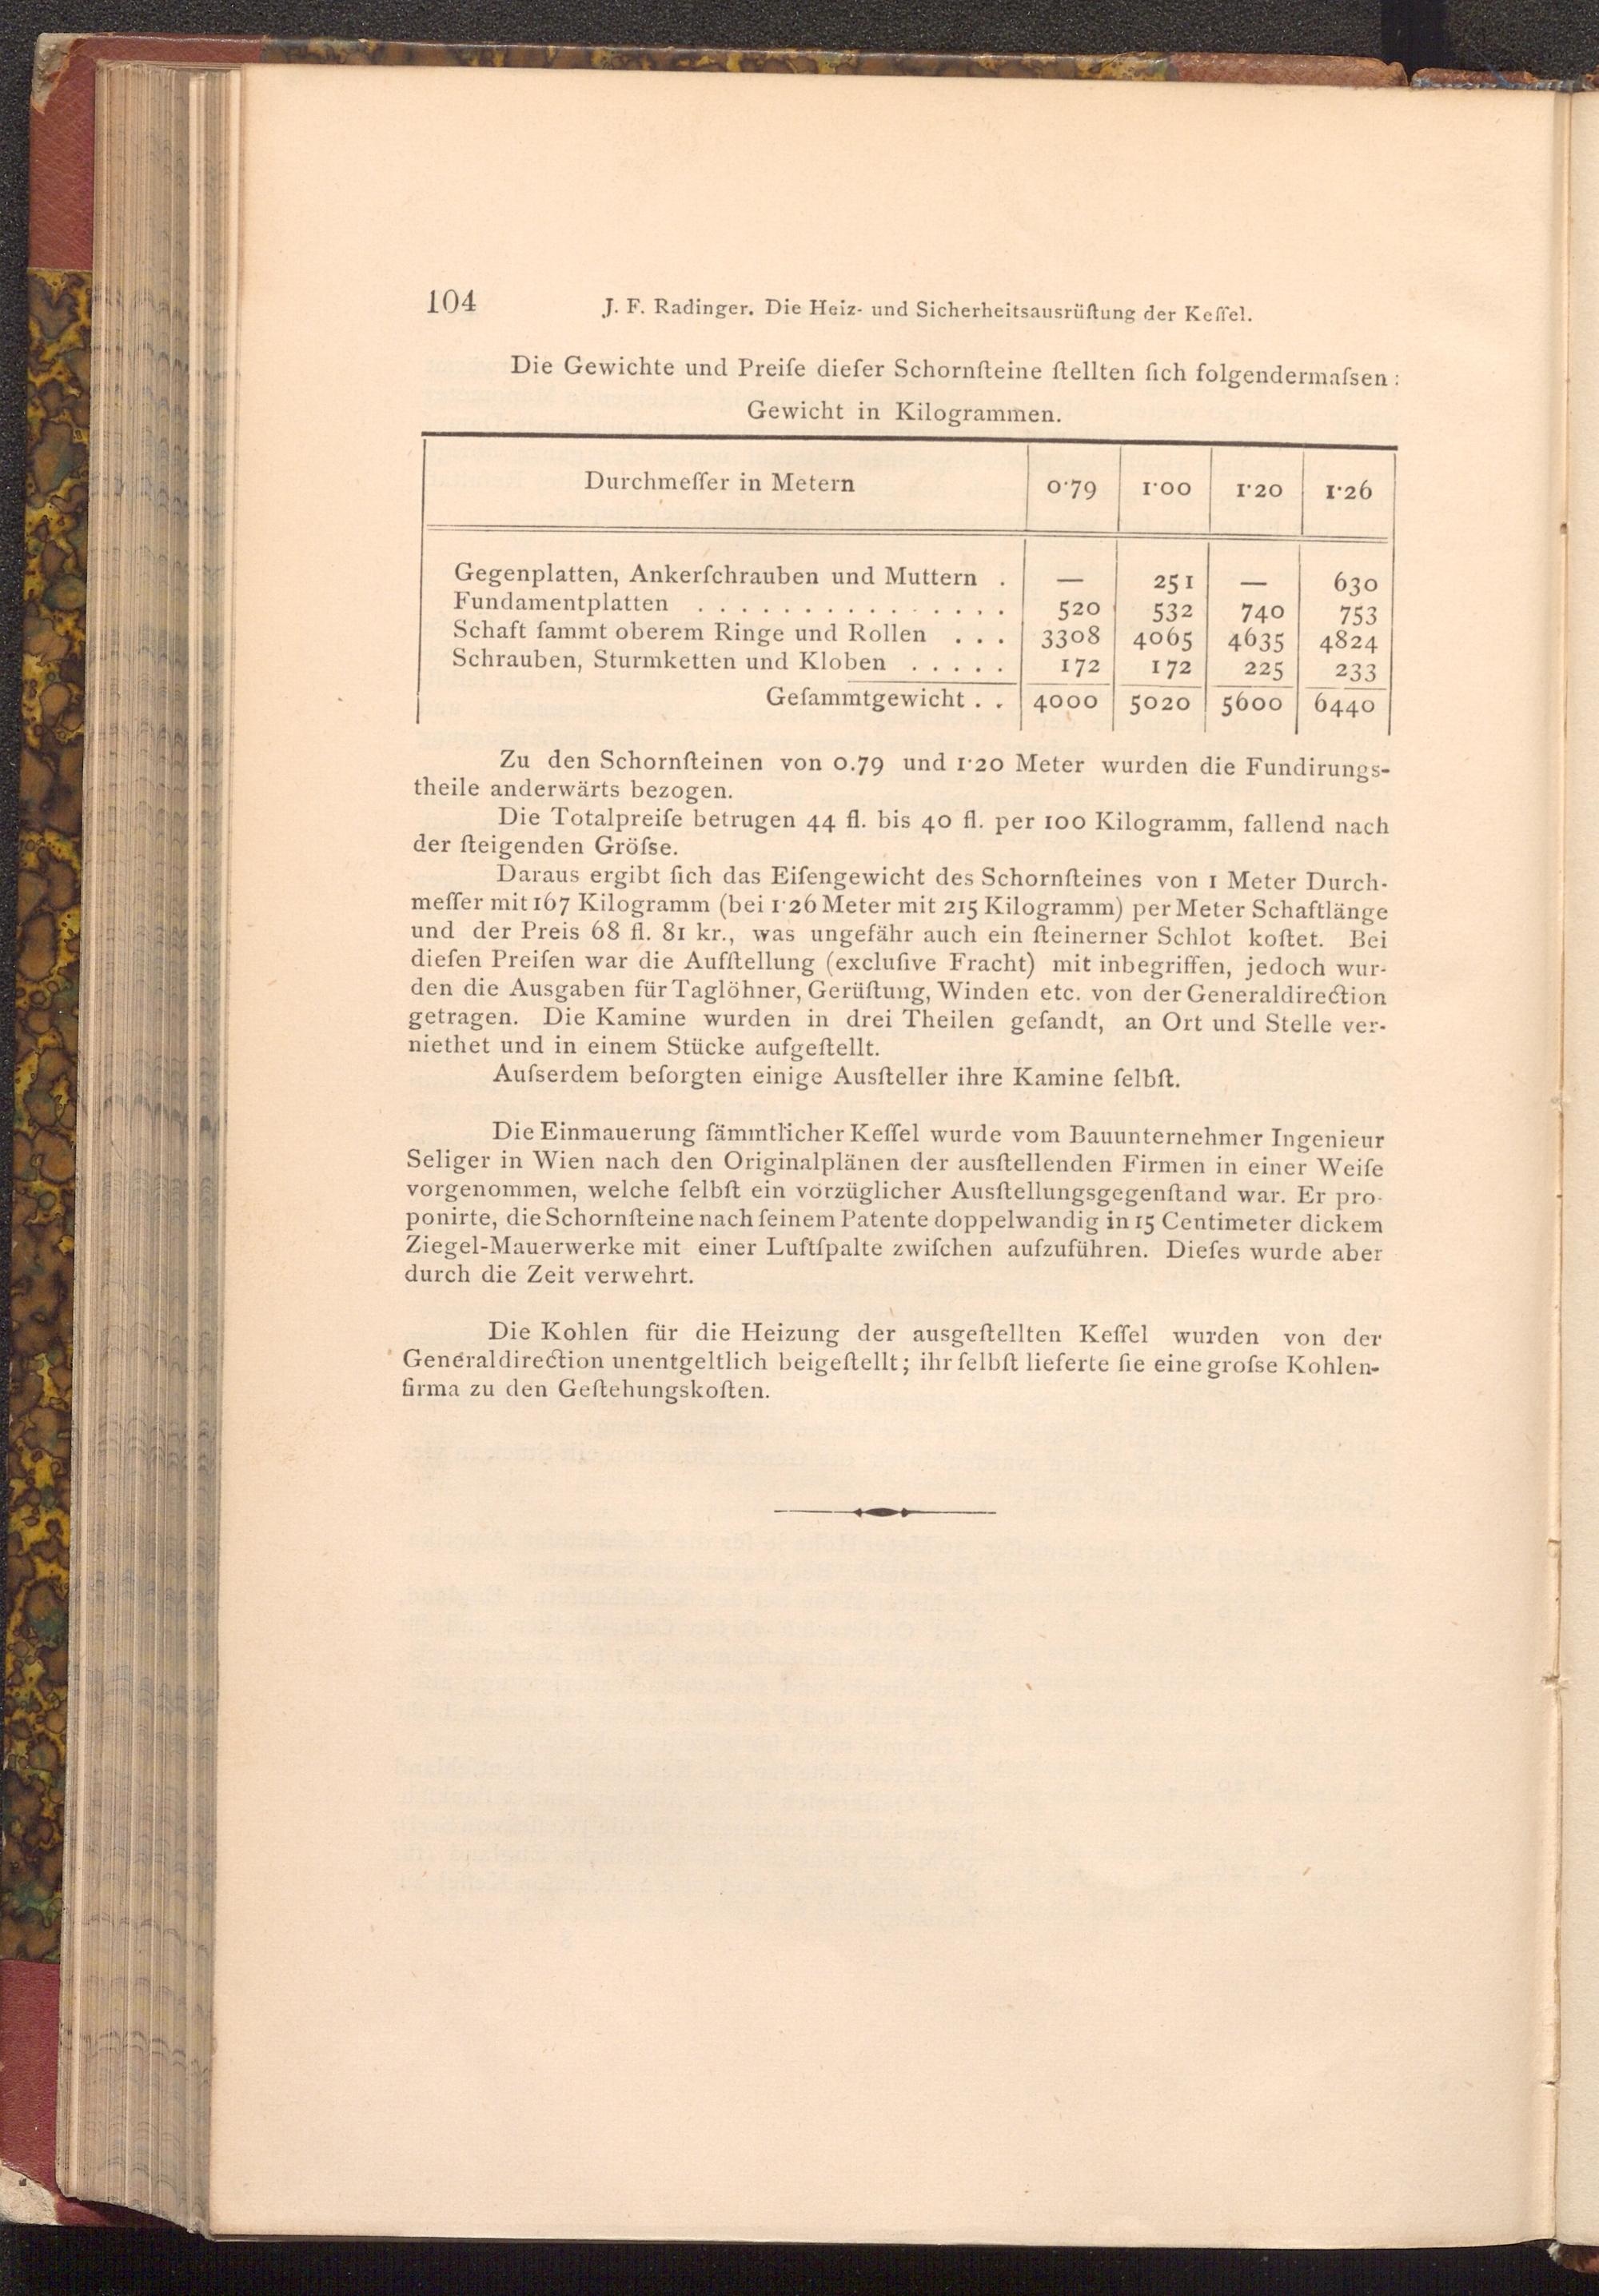 104 J. F. Radinger. Die Heiz- und Sicherheitsausrüſtung der Keſſel.
Die Gewichte und Preiſe dieſer Schornſteine ſtellten ſich folgendermaſsen:
Gewicht in Kilogrammen.
Durchmeſſer in Metern 0·79 1·00 1·20 1·26
Gegenplatten, Ankerſchrauben und Muttern . — 251 — 630
Fundamentplatten . . . . . . . . . . . . . . . 520 532 740 753
Schaft ſammt oberem Ringe und Rollen . . . 3308 4065 4635 4824
Schrauben, Sturmketten und Kloben . . . . . 172 172 225 233
Geſammtgewicht . . 4000 5020 5600 6440
Zu den Schornſteinen von 0.79 und 1·20 Meter wurden die Fundirungs-
theile anderwärts bezogen.
Die Totalpreiſe betrugen 44 fl. bis 40 fl. per 100 Kilogramm, fallend nach
der ſteigenden Gröſse.
Daraus ergibt ſich das Eiſengewicht des Schornſteines von 1 Meter Durch-
meſſer mit 167 Kilogramm (bei 1·26 Meter mit 215 Kilogramm) per Meter Schaftlänge
und der Preis 68 fl. 81 kr., was ungefähr auch ein ſteinerner Schlot koſtet. Bei
dieſen Preiſen war die Aufſtellung (excluſive Fracht) mit inbegriffen, jedoch wur-
den die Ausgaben für Taglöhner, Gerüſtung, Winden etc. von der Generaldirection
getragen. Die Kamine wurden in drei Theilen geſandt, an Ort und Stelle ver-
niethet und in einem Stücke aufgeſtellt.
Auſserdem beſorgten einige Ausſteller ihre Kamine ſelbſt.
Die Einmauerung ſämmtlicher Keſſel wurde vom Bauunternehmer Ingenieur
Seliger in Wien nach den Originalplänen der ausſtellenden Firmen in einer Weiſe
vorgenommen, welche ſelbſt ein vorzüglicher Ausſtellungsgegenſtand war. Er pro-
ponirte, die Schornſteine nach ſeinem Patente doppelwandig in 15 Centimeter dickem
Ziegel-Mauerwerke mit einer Luftſpalte zwiſchen aufzuführen. Dieſes wurde aber
durch die Zeit verwehrt.
Die Kohlen für die Heizung der ausgeſtellten Keſſel wurden von der
Generaldirection unentgeltlich beigeſtellt; ihr ſelbſt lieferte ſie eine groſse Kohlen-
firma zu den Geſtehungskoſten.